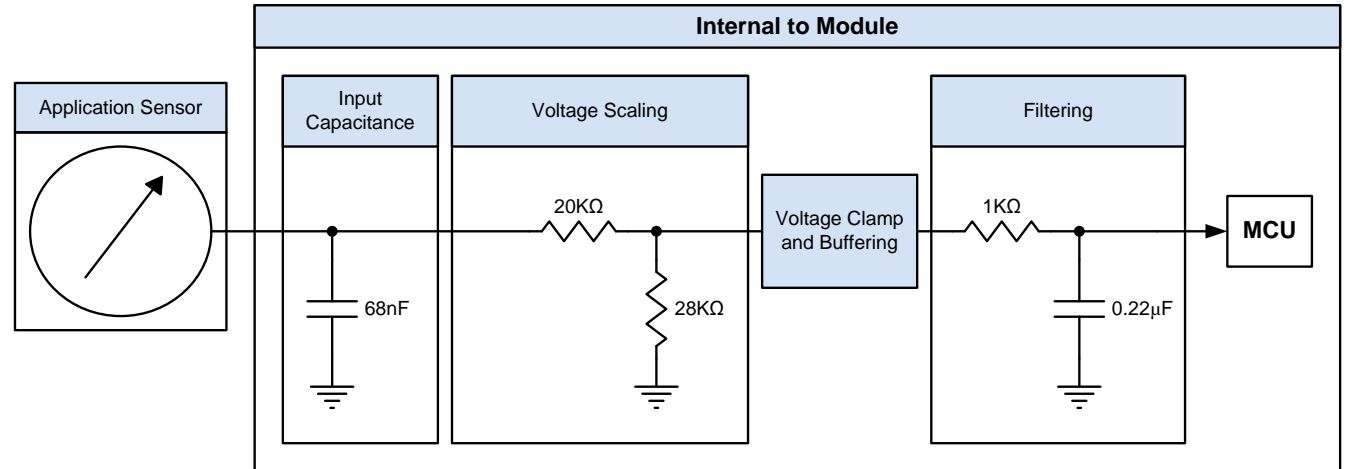 Internal to Module
Application Sensor
Input
Capacitance
Voltage Scaling
Filtering
20KΩ
Voltage Clamp
and Buffering
1KΩ
MCU
68nF
28KΩ
0.22µF